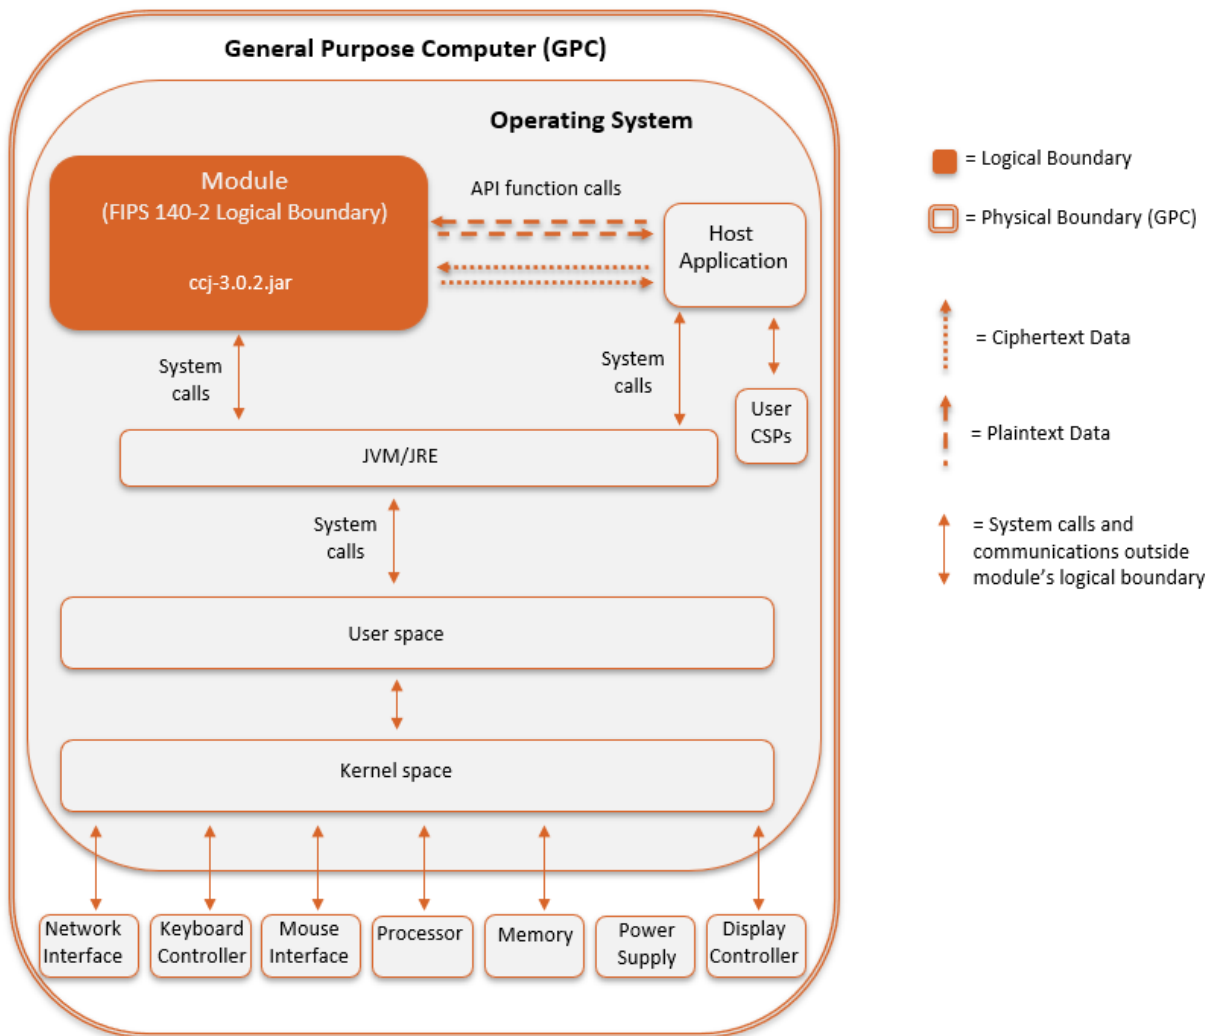 General Purpose Computer (GPC)
Operating System
Module
(FIPS 140-2 Logical Boundary)
ccj-3.0.2.jar
API function calls
Host
Application
System
calls
System
calls
User
CSPs
JVM/JRE
System
calls
User space
Kernel space
Network
Interface
Keyboard
Controller
Mouse
Interface
Processor
Memory
Power
Supply
Display
Controller
= Logical Boundary
= Physical Boundary (GPC)
= Ciphertext Data
= Plaintext Data
= System calls and
communications outside
module’s logical boundary